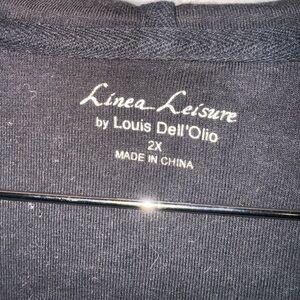 Linea Leisure
by Louis Dell'Olio
2X
MADE IN CHINA